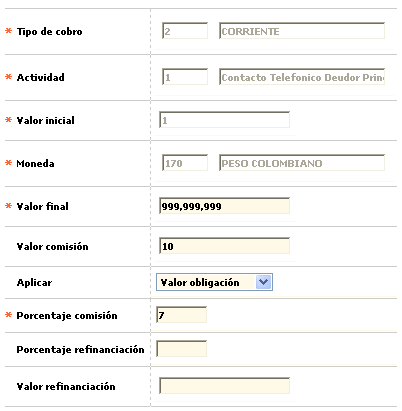 * Tipo de cobro 2 CORRIENTE
* Actividad 1 Contacto Telefonico Deudor Princ
* Valor inicial 1
* Moneda 170 PESO COLOMBIANO
* Valor final 999,999,999
Valor comisión 10
Aplicar Valor obligación
* Porcentaje comisión 7
Porcentaje refinanciación
Valor refinanciación